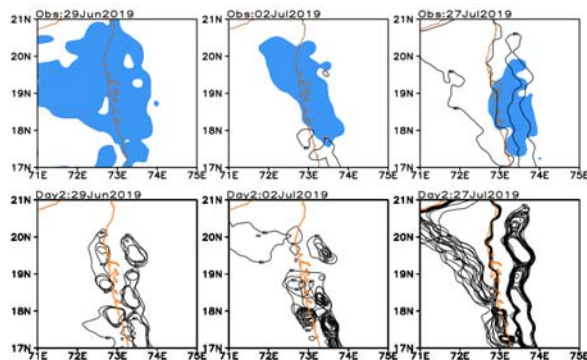 Obs:29Jun2019 Obs:02Jul2019 Obs:27Jul2019
21N 21N 21N
20N 20N 20N
19N 19N 19N
18N 18N 18N
17N 17N 17N
71E 72E 73E 74E 75E 71E 72E 73E 74E 75E 71E 72E 73E 74E 75E
Day2:29Jun2019 Day2:02Jul2019 Day2:27Jul2019
21N 21N 21N
20N 20N 20N
19N 19N 19N
18N 18N 18N
17N 17N 17N
71E 72E 73E 74E 75E 71E 72E 73E 74E 75E 71E 72E 73E 74E 75E